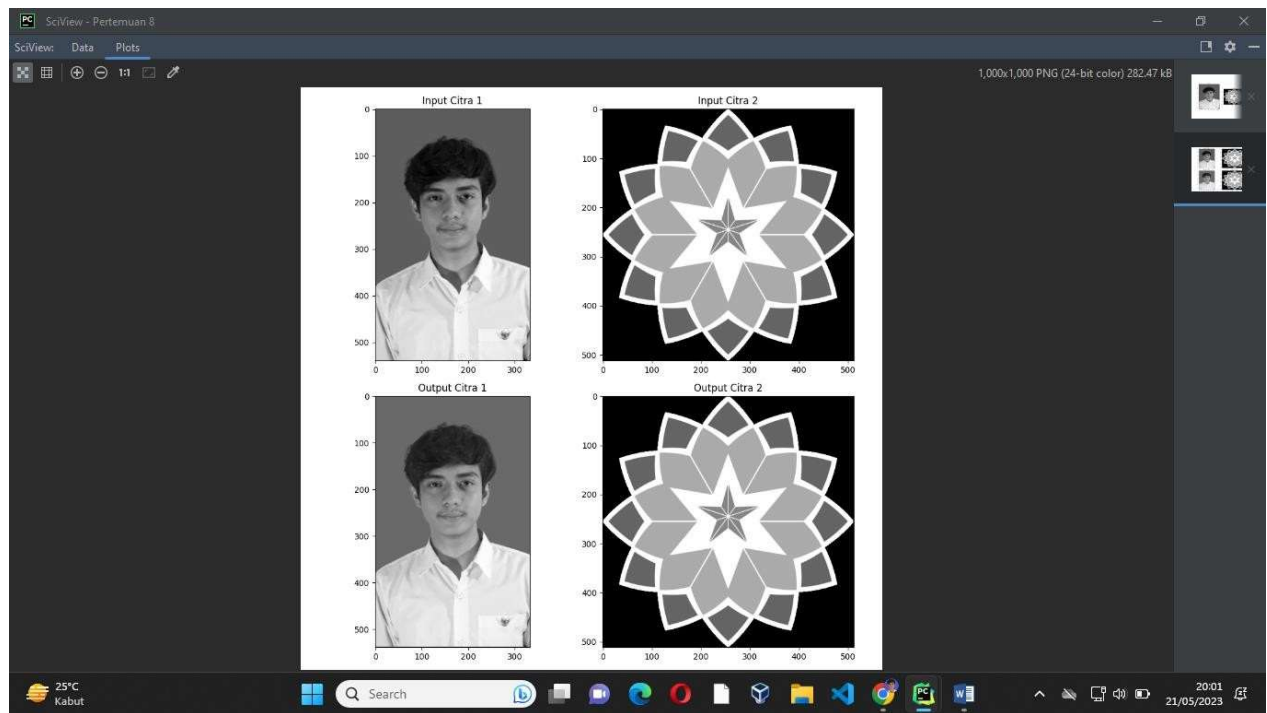 PC SciView - Pertemuan 8
SciView: Data Plots
1:1 1,000x1,000 PNG (24-bit color) 282.47 kB
Input Citra 1
0
100
200
300
400
500
0 100 200 300
Input Citra 2
0
100
200
300
400
500
0 100 200 300 400 500
Output Citra 1
0
100
200
300
400
500
0 100 200 300
Output Citra 2
0
100
200
300
400
500
0 100 200 300 400 500
25°C
Kabut
Search
PC
W
20:01
21/05/2023